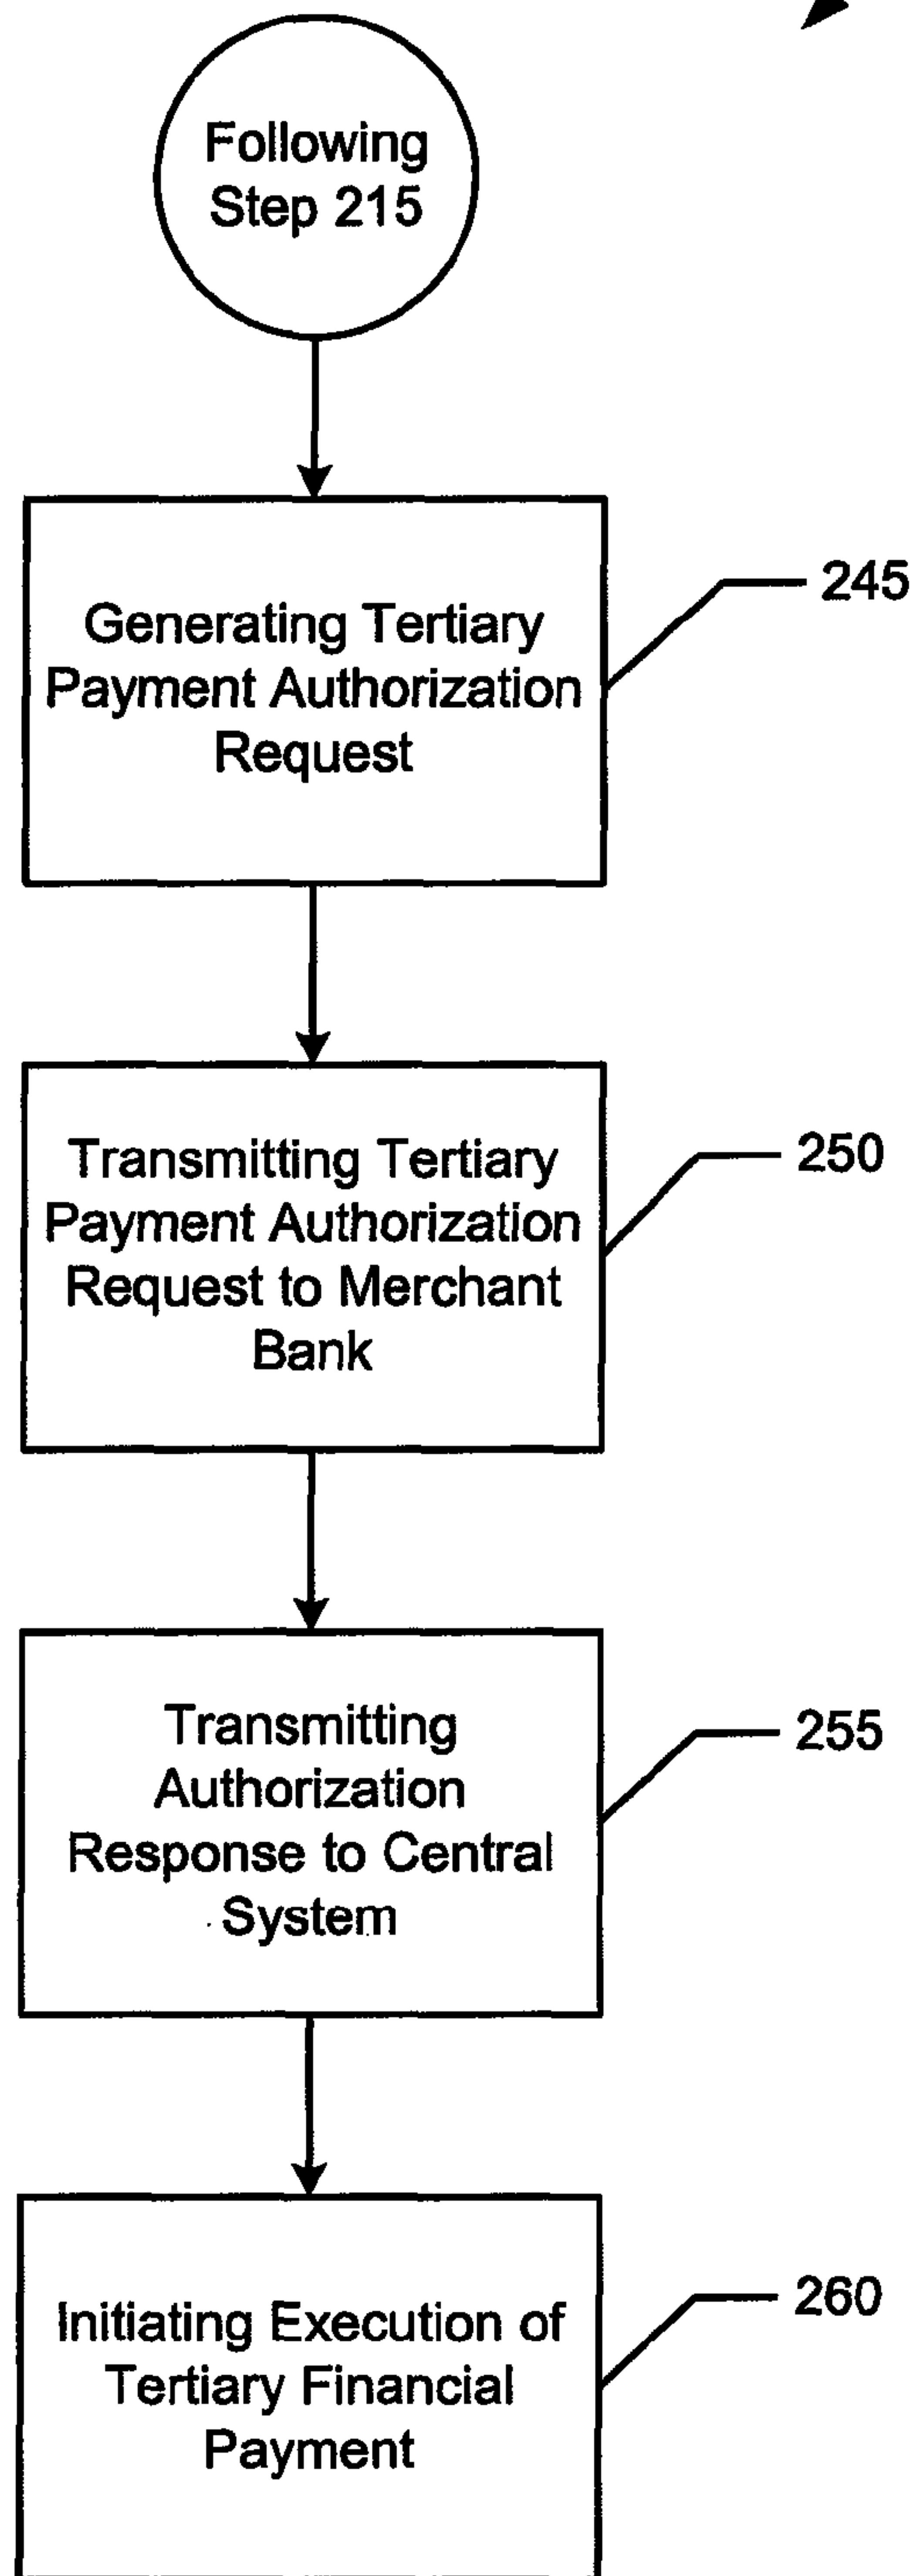 Following
Step 215
245
Generating Tertiary
Payment Authorization
Request
250
Transmitting Tertiary
Payment Authorization
Request to Merchant
Bank
255
Transmitting
Authorization
Response to Central
System
260
Initiating Execution of
Tertiary Financial
Payment